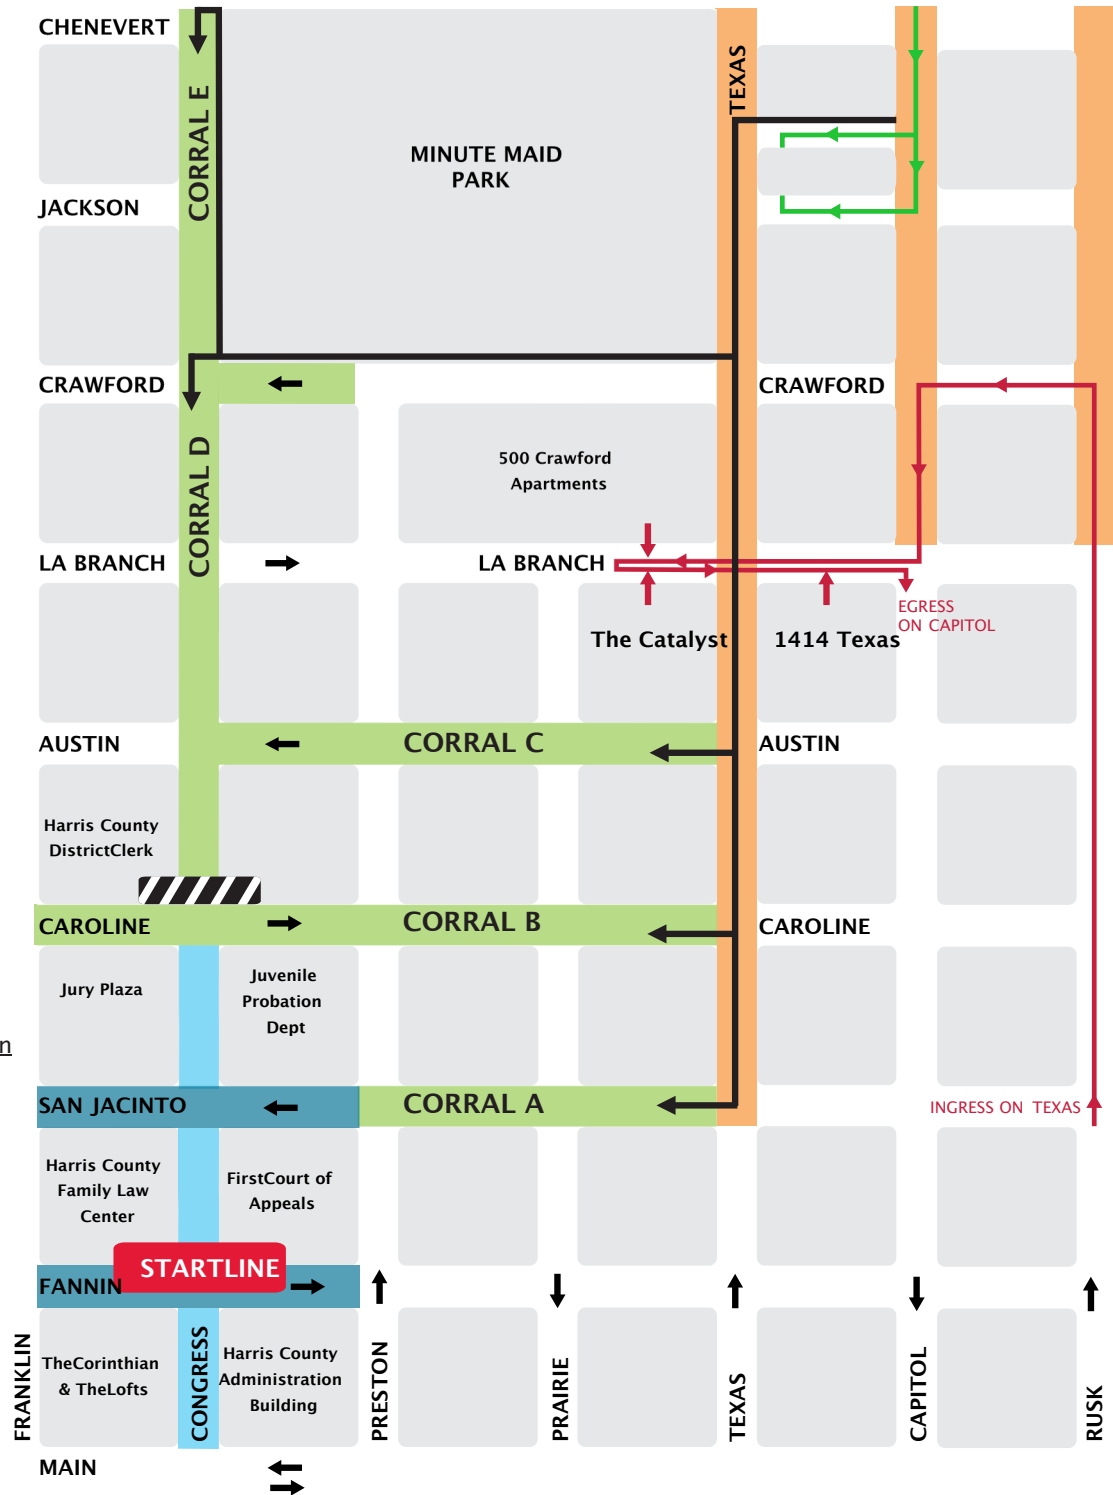 CHENEVERT
CORRAL E
TEXAS
MINUTE MAID
PARK
JACKSON
CRAWFORD
CRAWFORD
CORRAL D
500 Crawford
Apartments
LA BRANCH
LA BRANCH
EGRESS
ON CAPITOL
The Catalyst
1414 Texas
AUSTIN
CORRAL C
AUSTIN
Harris County
DistrictClerk
CAROLINE
CORRAL B
CAROLINE
Jury Plaza
Juvenile
Probation
Dept
n
SAN JACINTO
CORRAL A
INGRESS ON TEXAS
Harris County
Family Law
Center
FirstCourt of
Appeals
STARTLINE
FANNIN
FRANKLIN
TheCorinthian
& TheLofts
CONGRESS
Harris County
Administration
Building
PRESTON
PRAIRIE
TEXAS
CAPITOL
RUSK
MAIN